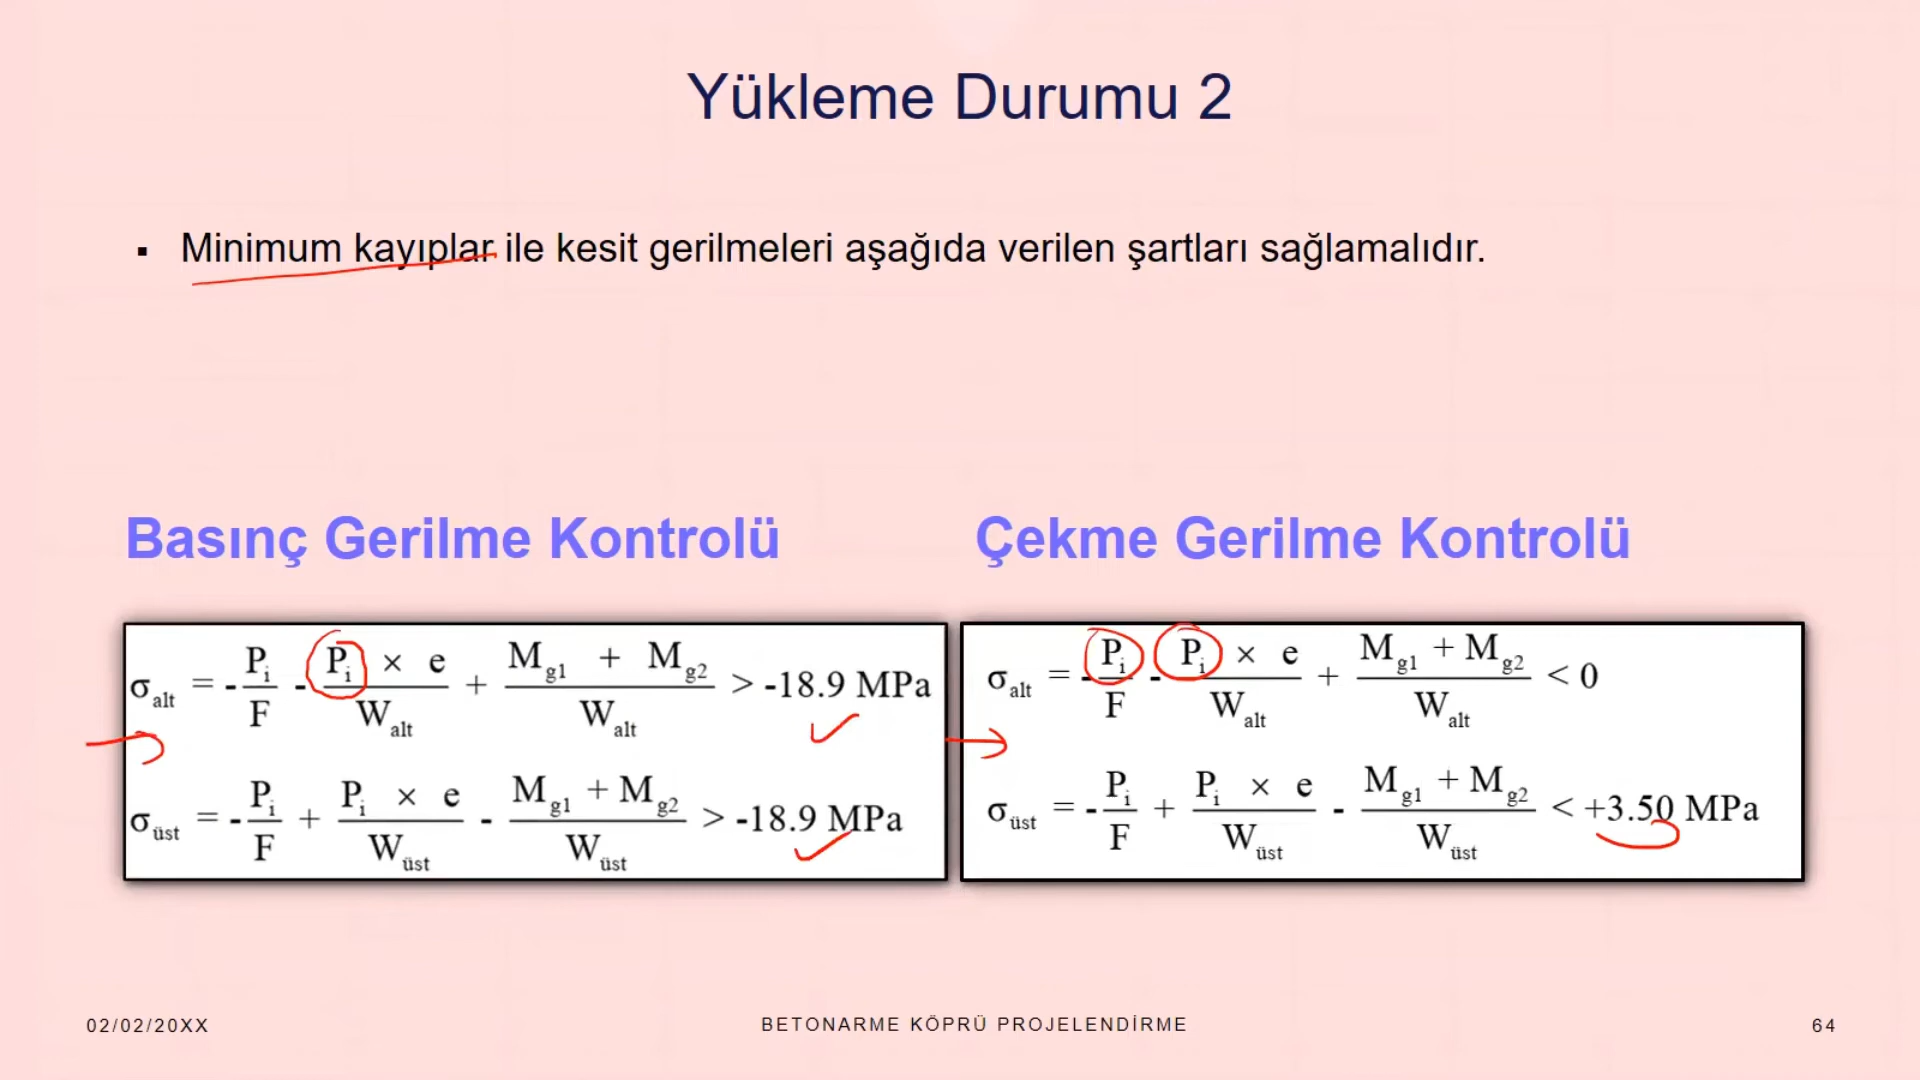 Yükleme Durumu 2
▪ Minimum kayıplar ile kesit gerilmeleri aşağıda verilen şartları sağlamalıdır.
Basınç Gerilme Kontrolü
σ_alt = - P_i / F - P_i × e / W_alt + M_g1 + M_g2 / W_alt > -18.9 MPa
σ_üst = - P_i / F + P_i × e / W_üst - M_g1 + M_g2 / W_üst > -18.9 MPa
Çekme Gerilme Kontrolü
σ_alt = - P_i / F - P_i × e / W_alt + M_g1 + M_g2 / W_alt < 0
σ_üst = - P_i / F + P_i × e / W_üst - M_g1 + M_g2 / W_üst < +3.50 MPa
02/02/20XX
BETONARME KÖPRÜ PROJELENDİRME
64